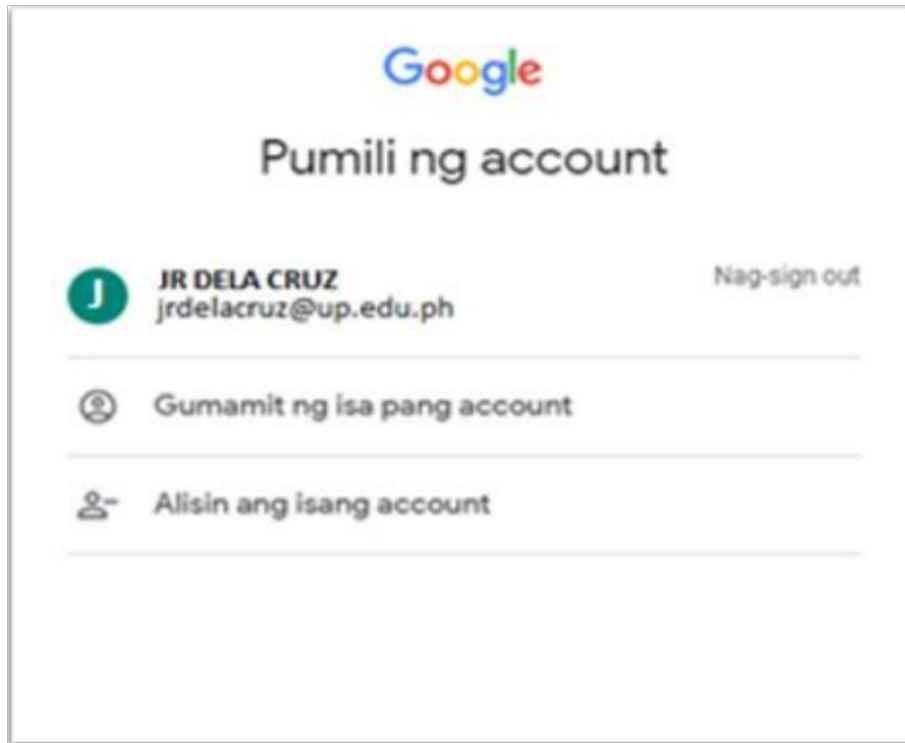 Google
Pumili ng account
J
JR DELA CRUZ
Nag-sign out
jrdelacruz@up.edu.ph
Gumamit ng isa pang account
Alisin ang isang account